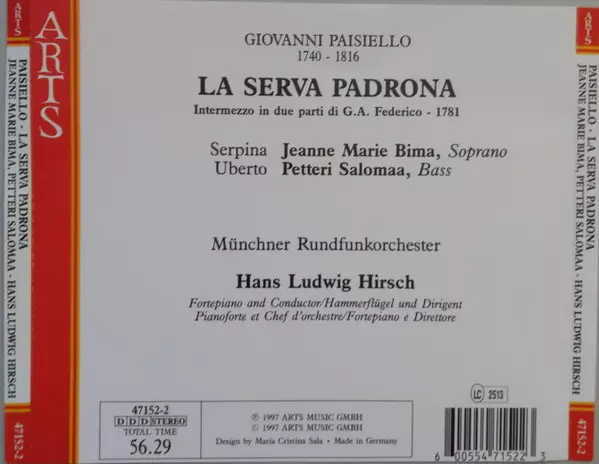 ARTS
PAISIELLO - LA SERVA PADRONA
JEANNE MARIE BIMA, PETTERI SALOMAA - HANS LUDWIG HIRSCH
47152-2
ARTS
GIOVANNI PAISIELLO
1740 - 1816
LA SERVA PADRONA
Intermezzo in due parti di G.A. Federico - 1781
Serpina Jeanne Marie Bima, Soprano
Uberto Petteri Salomaa, Bass
Münchner Rundfunkorchester
Hans Ludwig Hirsch
Fortepiano and Conductor/Hammerflügel und Dirigent
Pianoforte et Chef d'orchestre/Fortepiano e Direttore
47152-2
DDD STEREO
TOTAL TIME
56.29
℗ 1997 ARTS MUSIC GMBH
© 1997 ARTS MUSIC GMBH
Design by Maria Cristina Sala • Made in Germany
LC 2513
6 00554 71522 3
ARTS
PAISIELLO - LA SERVA PADRONA
JEANNE MARIE BIMA, PETTERI SALOMAA - HANS LUDWIG HIRSCH
47152-2